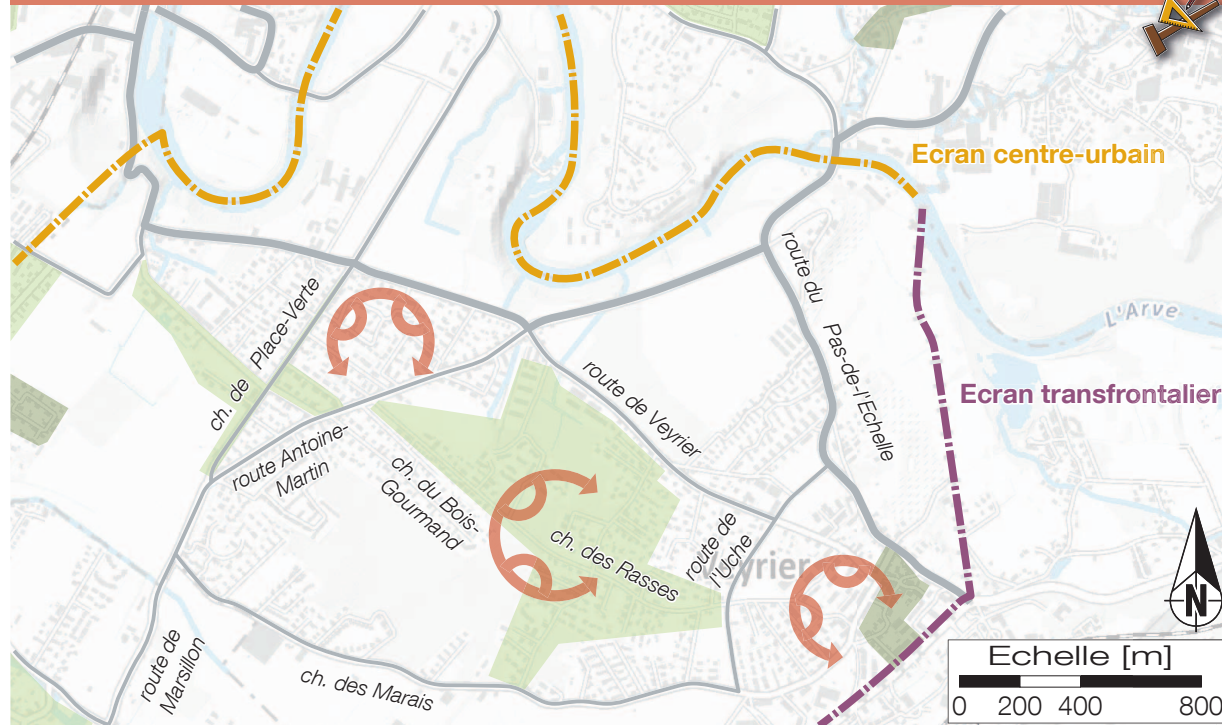 Ecran centre-urbain
route du
Pas-de-l'Echelle
L'Arve
ch. de Place-Verte
Ecran transfrontalier
route de Veyrier
route Antoine-
Martin
ch. du Bois-
Gourmand
ch. des Rasses
route de
l'Uche
Veyrier
route de
Marsillon
ch. des Marais
N
Echelle [m]
0 200 400 800